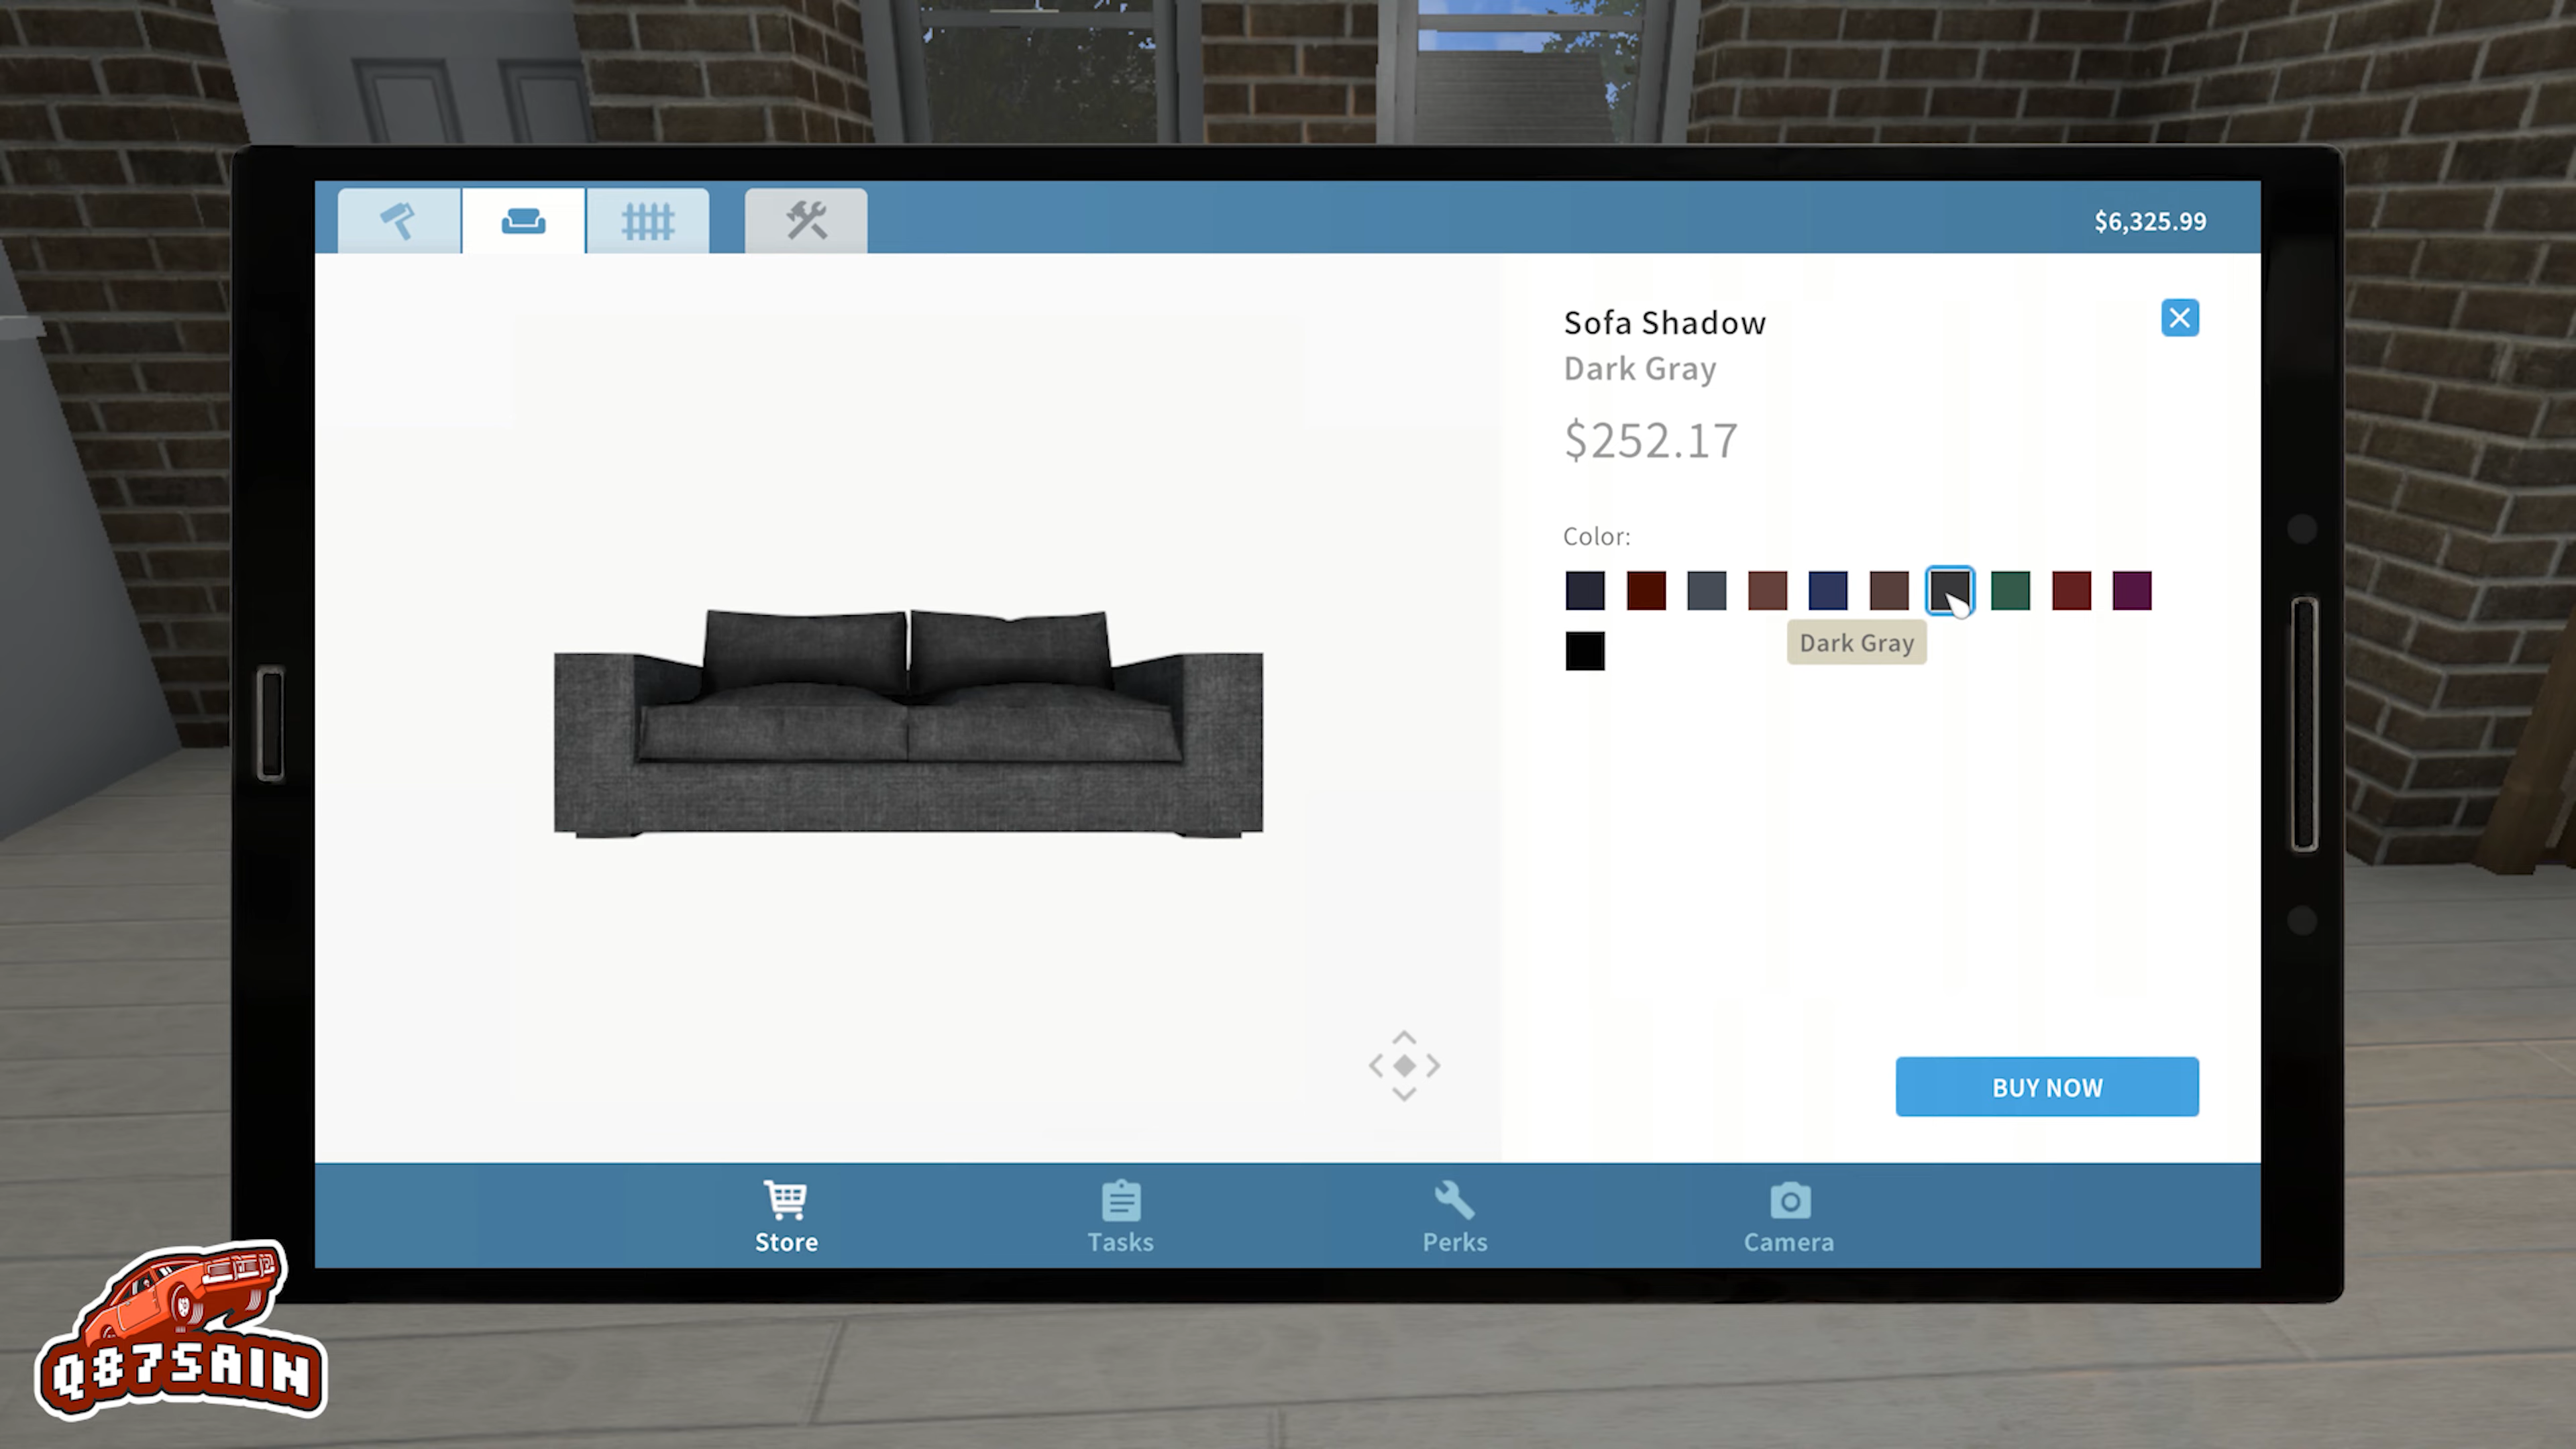 $6,325.99
Sofa Shadow
Dark Gray
$252.17
Color:
Dark Gray
BUY NOW
Store
Tasks
Perks
Camera
Q87SAIN